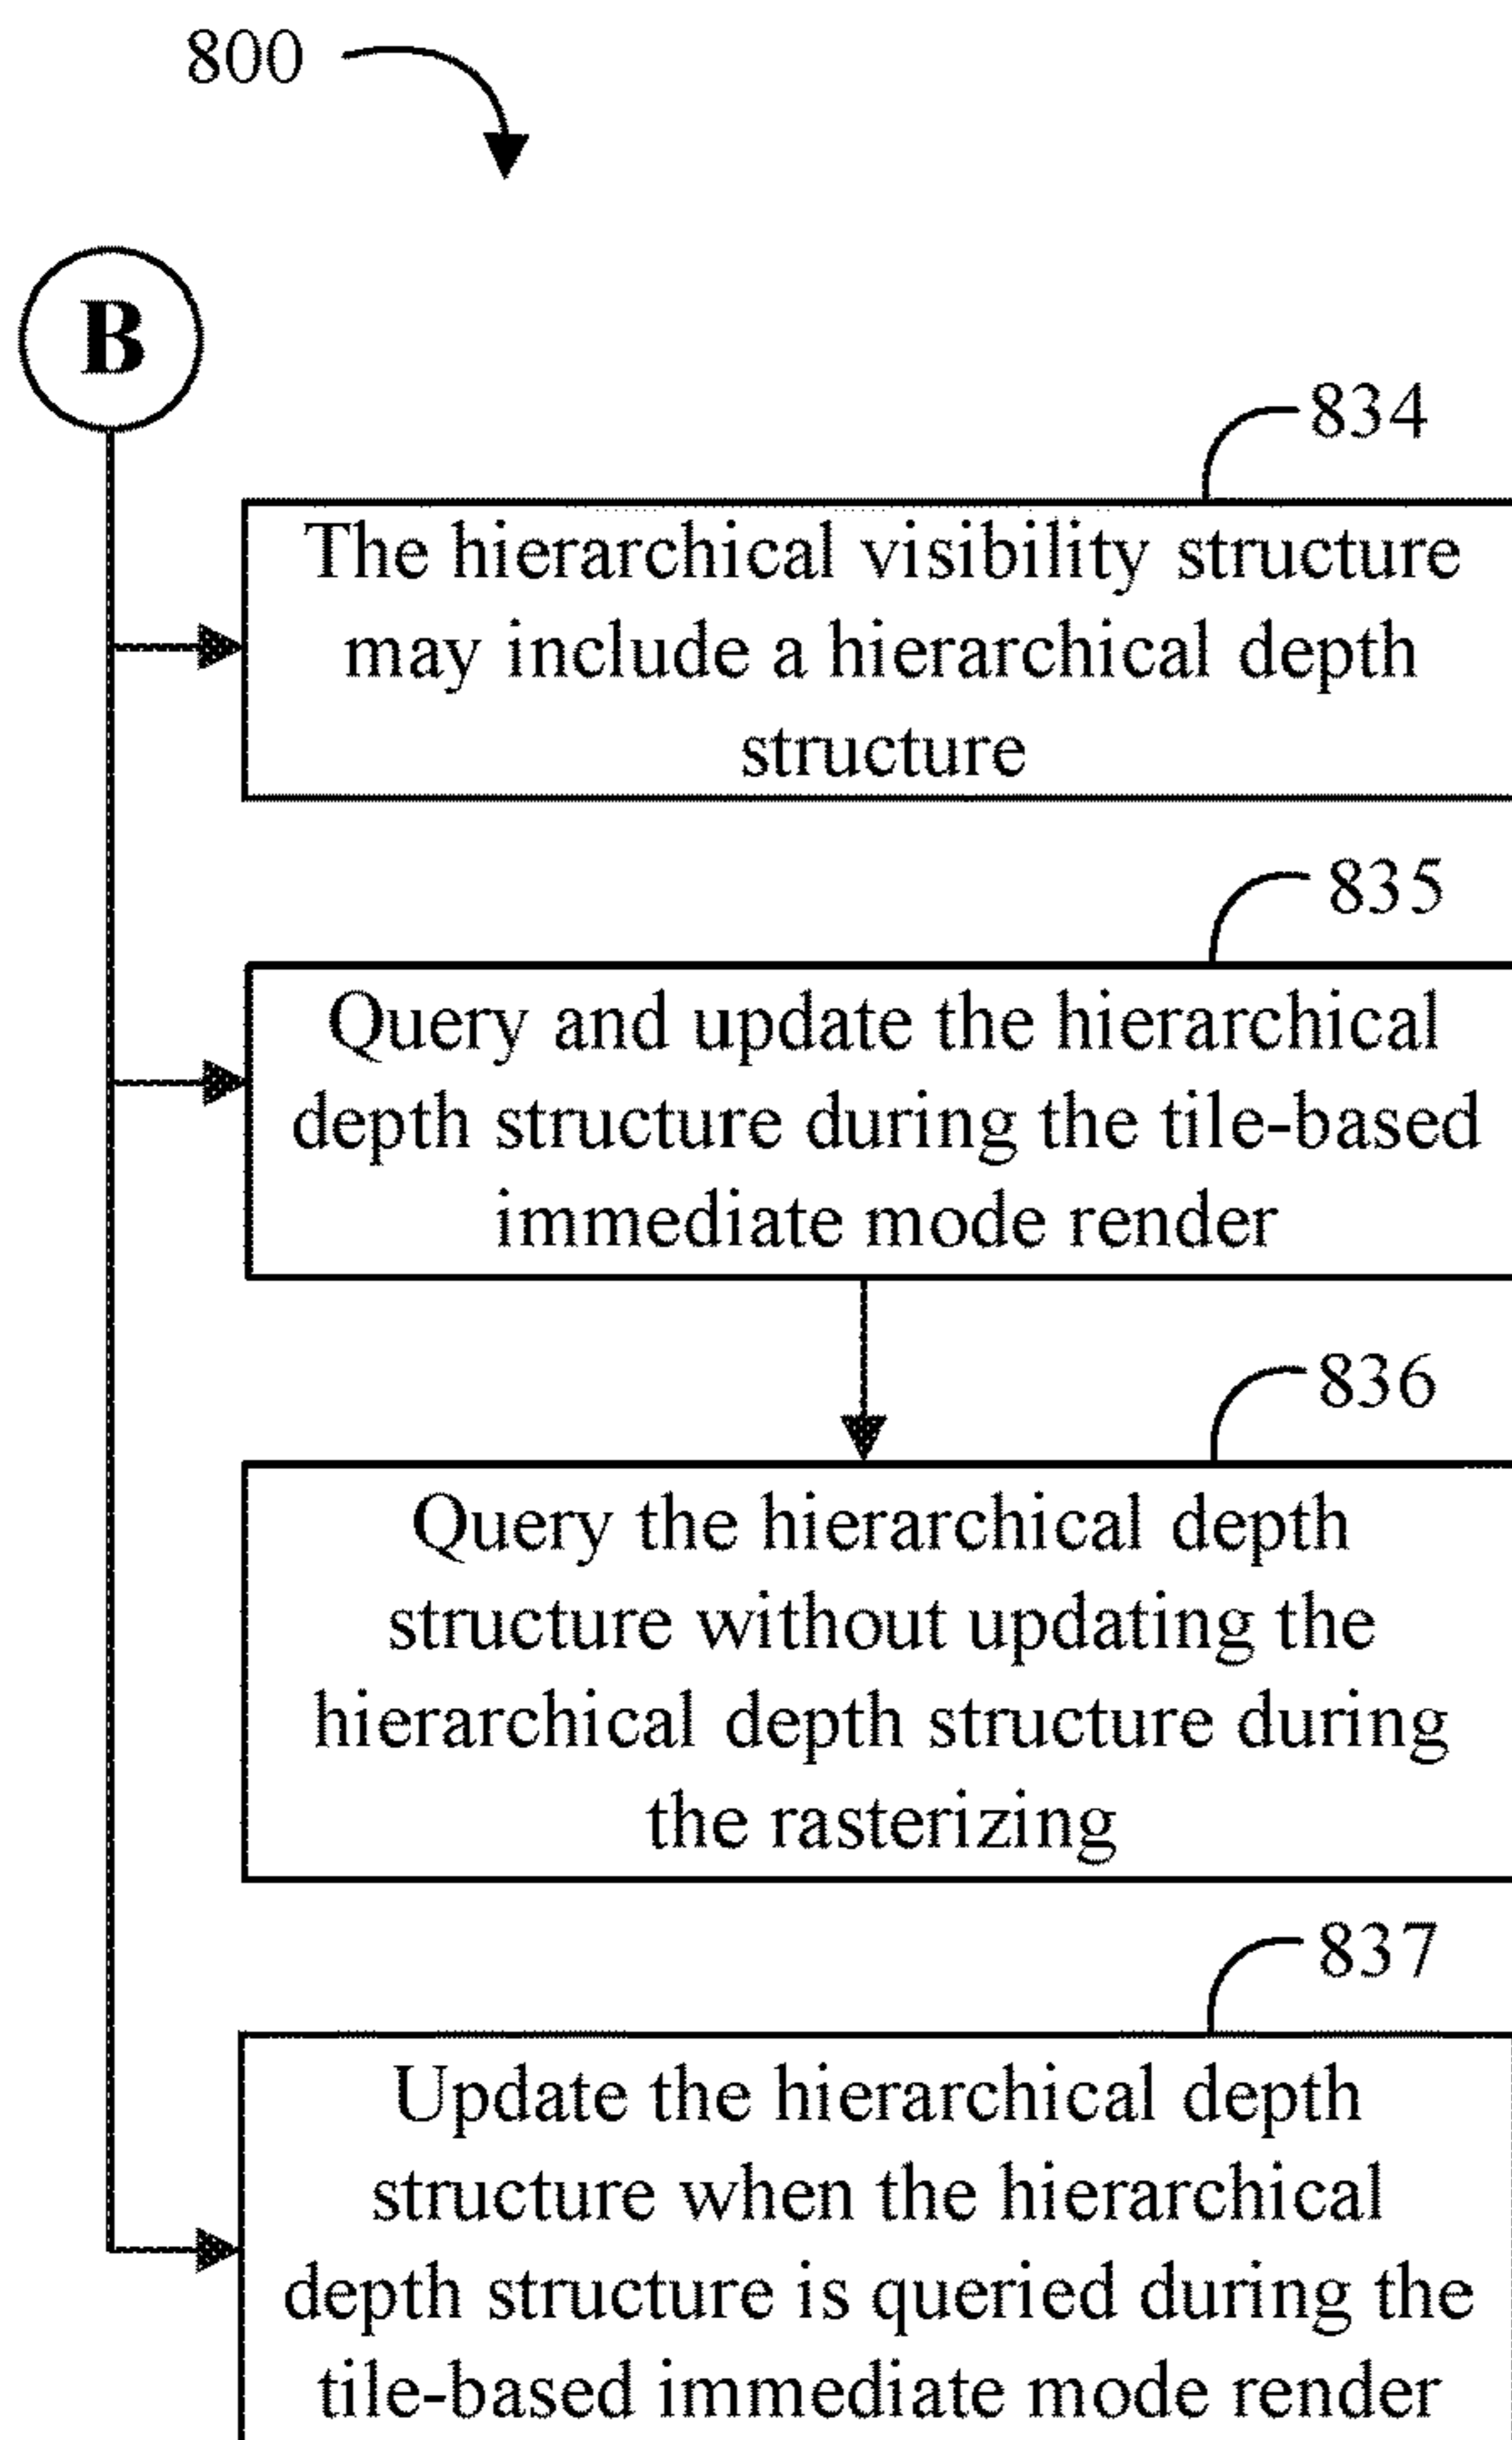 800
B
834
The hierarchical visibility structure
may include a hierarchical depth
structure
835
Query and update the hierarchical
depth structure during the tile-based
immediate mode render
836
Query the hierarchical depth
structure without updating the
hierarchical depth structure during
the rasterizing
837
Update the hierarchical depth
structure when the hierarchical
depth structure is queried during the
tile-based immediate mode render